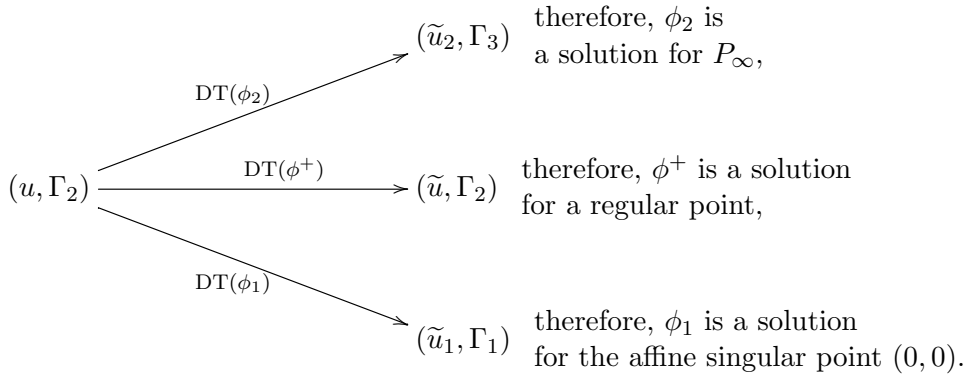 (ũ₂, Γ₃) therefore, ϕ₂ is
a solution for P∞,
DT(ϕ₂)
(u, Γ₂) DT(ϕ⁺) (ũ, Γ₂) therefore, ϕ⁺ is a solution
for a regular point,
DT(ϕ₁)
(ũ₁, Γ₁) therefore, ϕ₁ is a solution
for the affine singular point (0, 0).